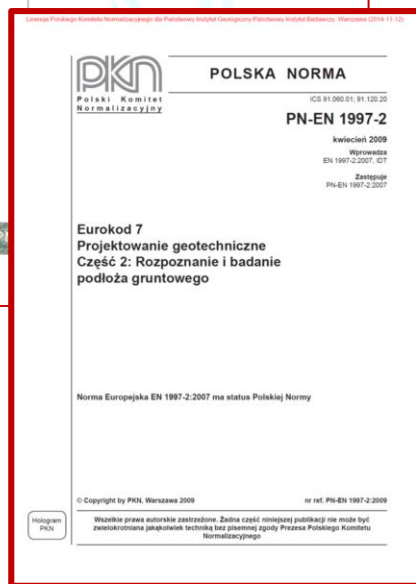 Licencja Polskiego Komitetu Normalizacyjnego dla Państwowy Instytut Geologiczny-Państwowy Instytut Badawczy, Warszawa (2014-11-12)
PKN
Polski Komitet
Normalizacyjny
POLSKA NORMA
ICS 91.060.01; 91.120.20
PN-EN 1997-2
kwiecień 2009
Wprowadza
EN 1997-2:2007, IDT
Zastępuje
PN-EN 1997-2:2007
Eurokod 7
Projektowanie geotechniczne
Część 2: Rozpoznanie i badanie
podłoża gruntowego
Norma Europejska EN 1997-2:2007 ma status Polskiej Normy
© Copyright by PKN, Warszawa 2009
nr ref. PN-EN 1997-2:2009
Hologram
PKN
Wszelkie prawa autorskie zastrzeżone. Żadna część niniejszej publikacji nie może być
zwielokrotniana jakąkolwiek techniką bez pisemnej zgody Prezesa Polskiego Komitetu
Normalizacyjnego